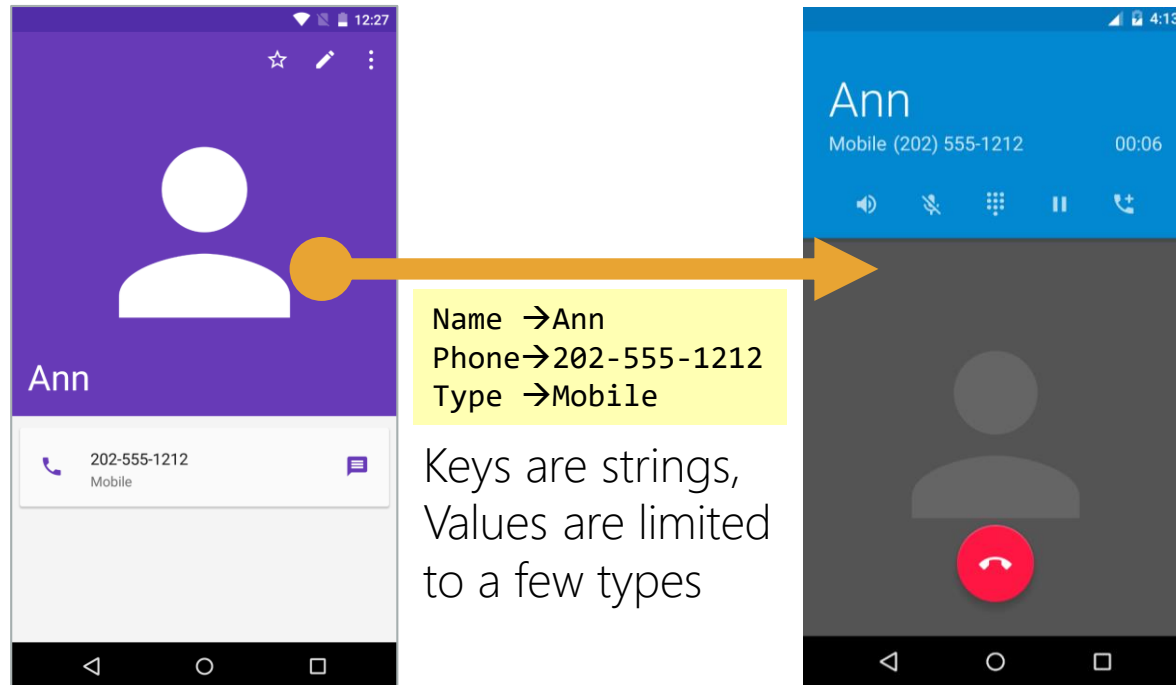 12:27
Ann
202-555-1212
Mobile
Name →Ann
Phone→202-555-1212
Type →Mobile
Keys are strings,
Values are limited
to a few types
4:13
Ann
Mobile (202) 555-1212 00:06